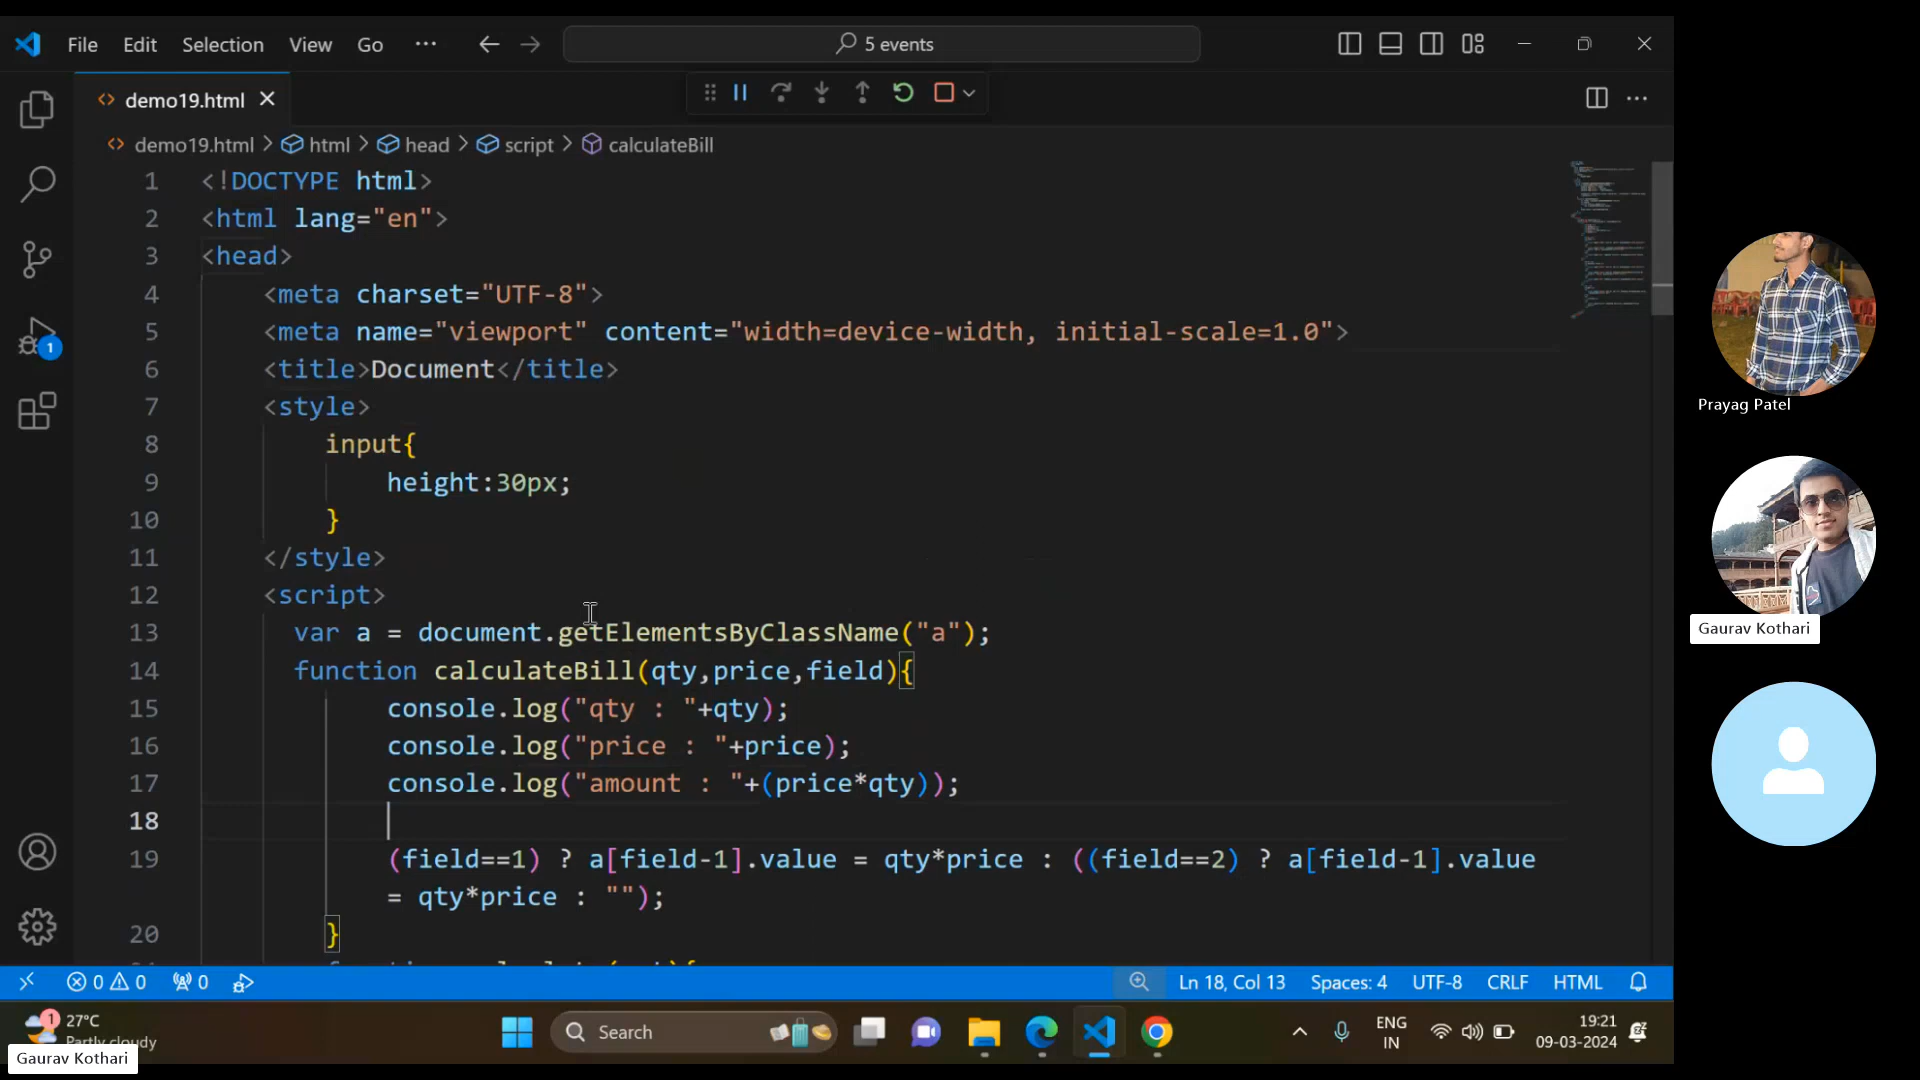 File Edit Selection View Go ··· 5 events
demo19.html
demo19.html > html > head > script > calculateBill
1 <!DOCTYPE html>
2 <html lang="en">
3 <head>
4 <meta charset="UTF-8">
5 <meta name="viewport" content="width=device-width, initial-scale=1.0">
6 <title>Document</title>
7 <style>
8 input{
9 height:30px;
10 }
11 </style>
12 <script>
13 var a = document.getElementsByClassName("a");
14 function calculateBill(qty,price,field){
15 console.log("qty : "+qty);
16 console.log("price : "+price);
17 console.log("amount : "+(price*qty));
18
19 (field==1) ? a[field-1].value = qty*price : ((field==2) ? a[field-1].value
= qty*price : "");
20 }
1
0 0 0 Ln 18, Col 13 Spaces: 4 UTF-8 CRLF HTML
1 27°C
Partly cloudy
Search
ENG
IN
19:21
09-03-2024
Gaurav Kothari
Prayag Patel
Gaurav Kothari